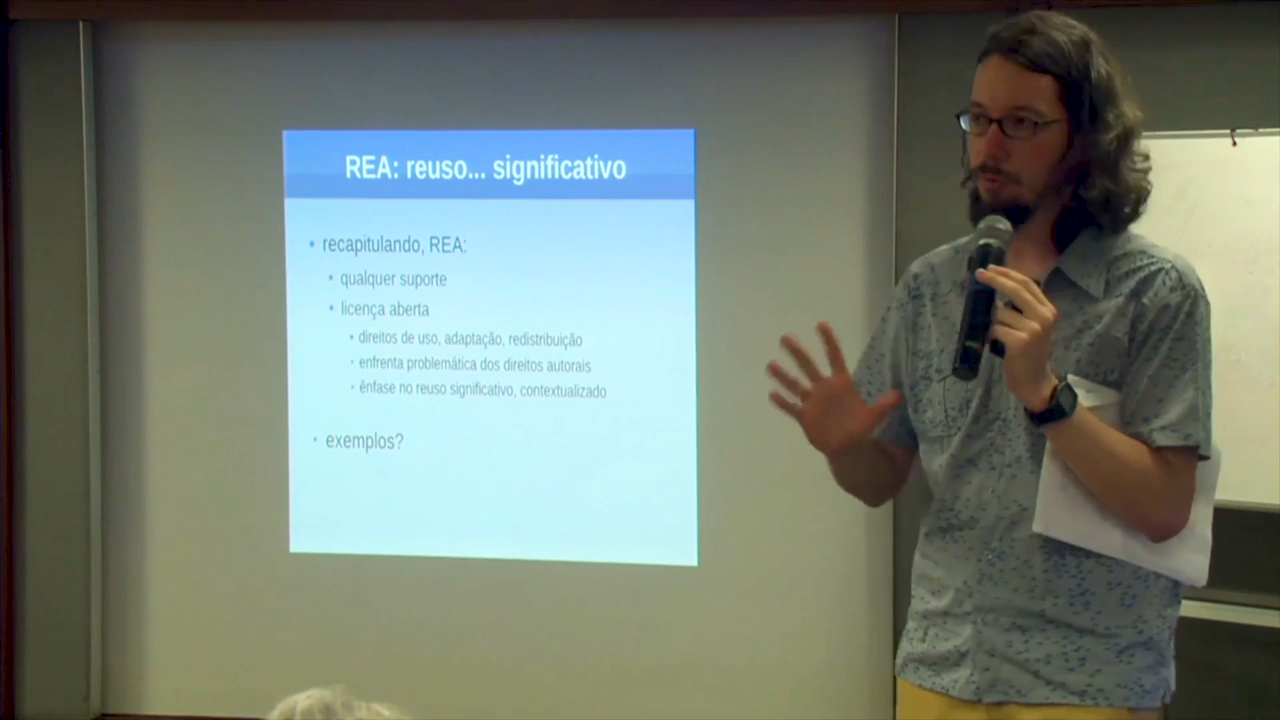 REA: reuso... significativo
recapitulando, REA:
qualquer suporte
licença aberta
direitos de uso, adaptação, redistribuição
enfrenta problemática dos direitos autorais
ênfase no reuso significativo, contextualizado
exemplos?